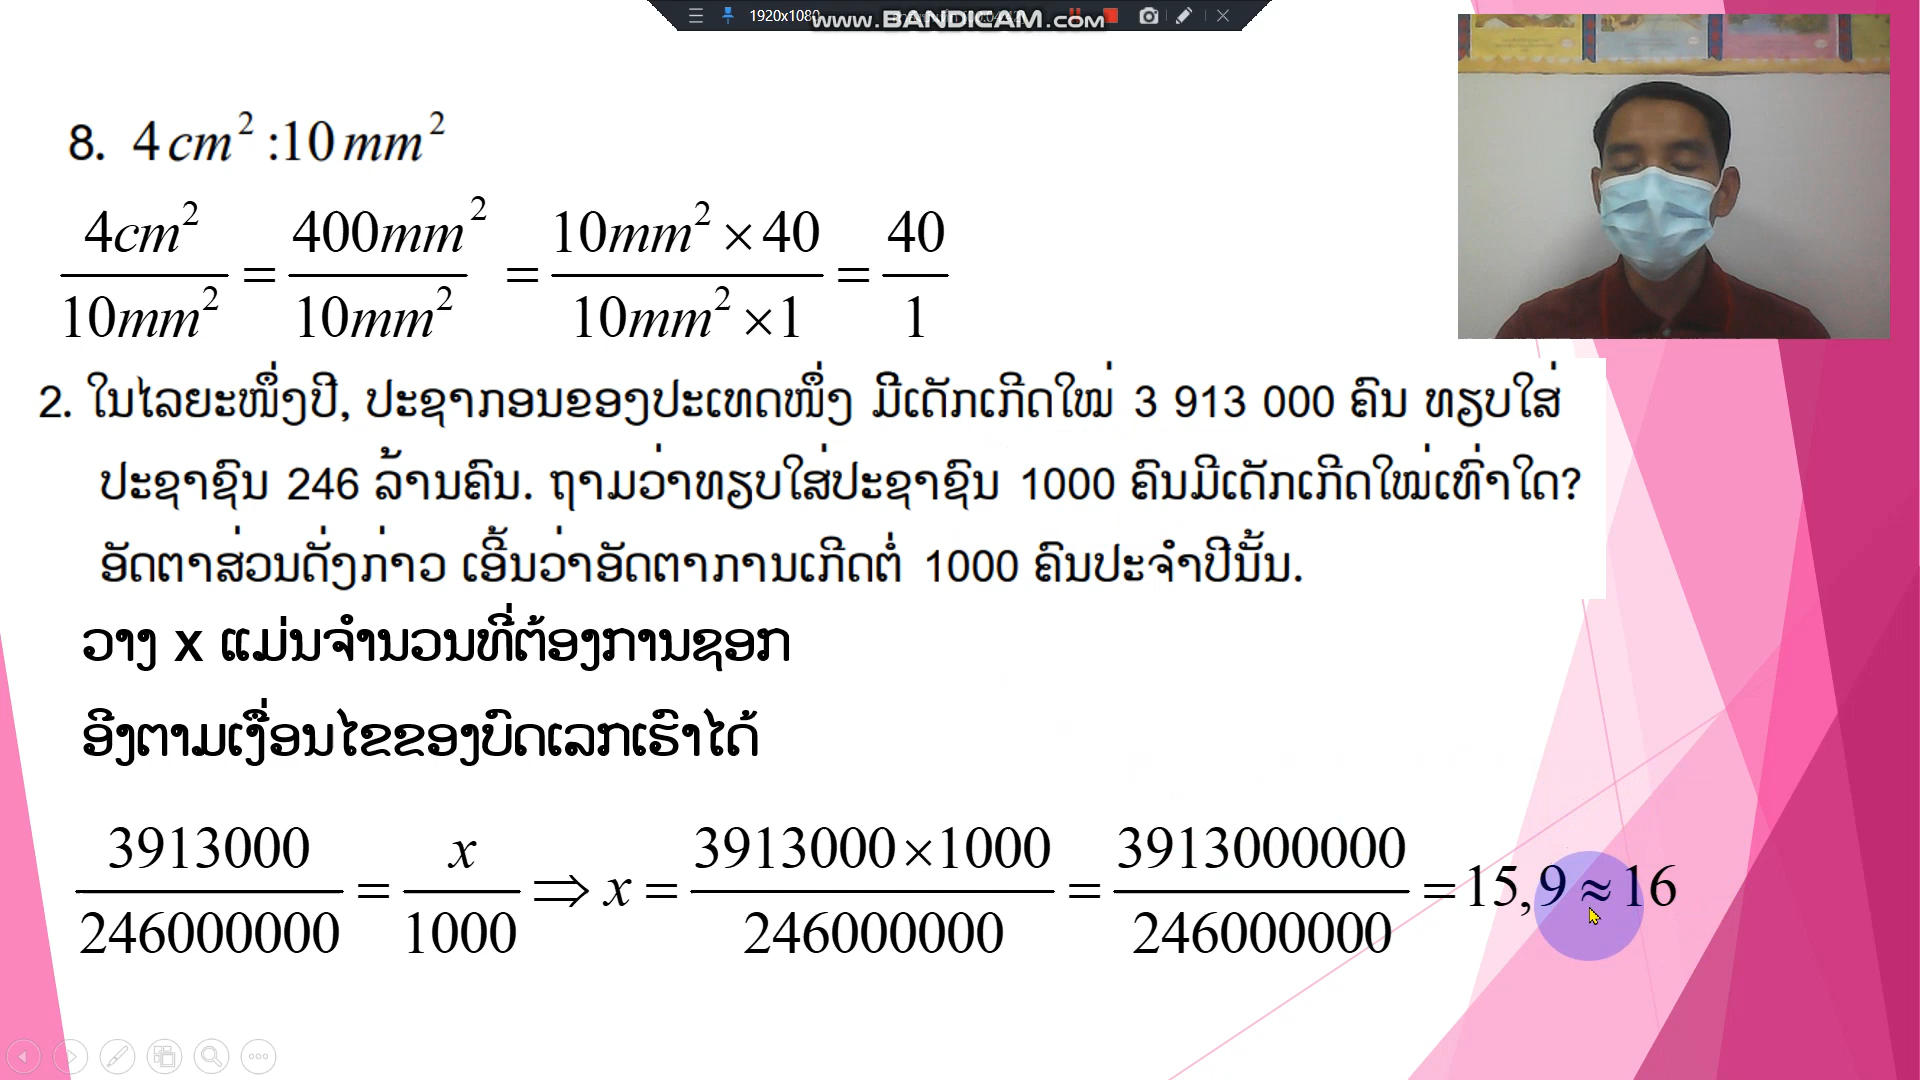 1920x1080
www.BANDICAM.com
8. 4cm² :10mm²
4cm²/10mm² = 400mm²/10mm² = 10mm²×40/10mm²×1 = 40/1
2. ໃນໄລຍະໜຶ່ງປີ, ປະຊາກອນຂອງປະເທດໜຶ່ງ ມີເດັກເກີດໃໝ່ 3 913 000 ຄົນ ທຽບໃສ່
ປະຊາຊົນ 246 ລ້ານຄົນ. ຖາມວ່າທຽບໃສ່ປະຊາຊົນ 1000 ຄົນມີເດັກເກີດໃໝ່ເທົ່າໃດ?
ອັດຕາສ່ວນດັ່ງກ່າວ ເອີ້ນວ່າອັດຕາການເກີດຕໍ່ 1000 ຄົນປະຈຳປີນັ້ນ.
ວາງ x ແມ່ນຈຳນວນທີ່ຕ້ອງການຊອກ
ອີງຕາມເງື່ອນໄຂຂອງບົດເລກເຮົາໄດ້
3913000/246000000 = x/1000 ⇒ x = 3913000×1000/246000000 = 3913000000/246000000 = 15,9 ≈ 16